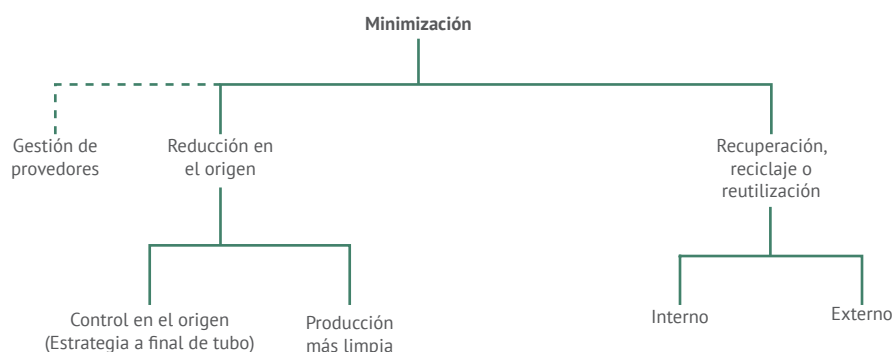 Minimización
Gestión de
provedores
Reducción en
el origen
Recuperación,
reciclaje o
reutilización
Control en el origen
(Estrategia a final de tubo)
Producción
más limpia
Interno
Externo